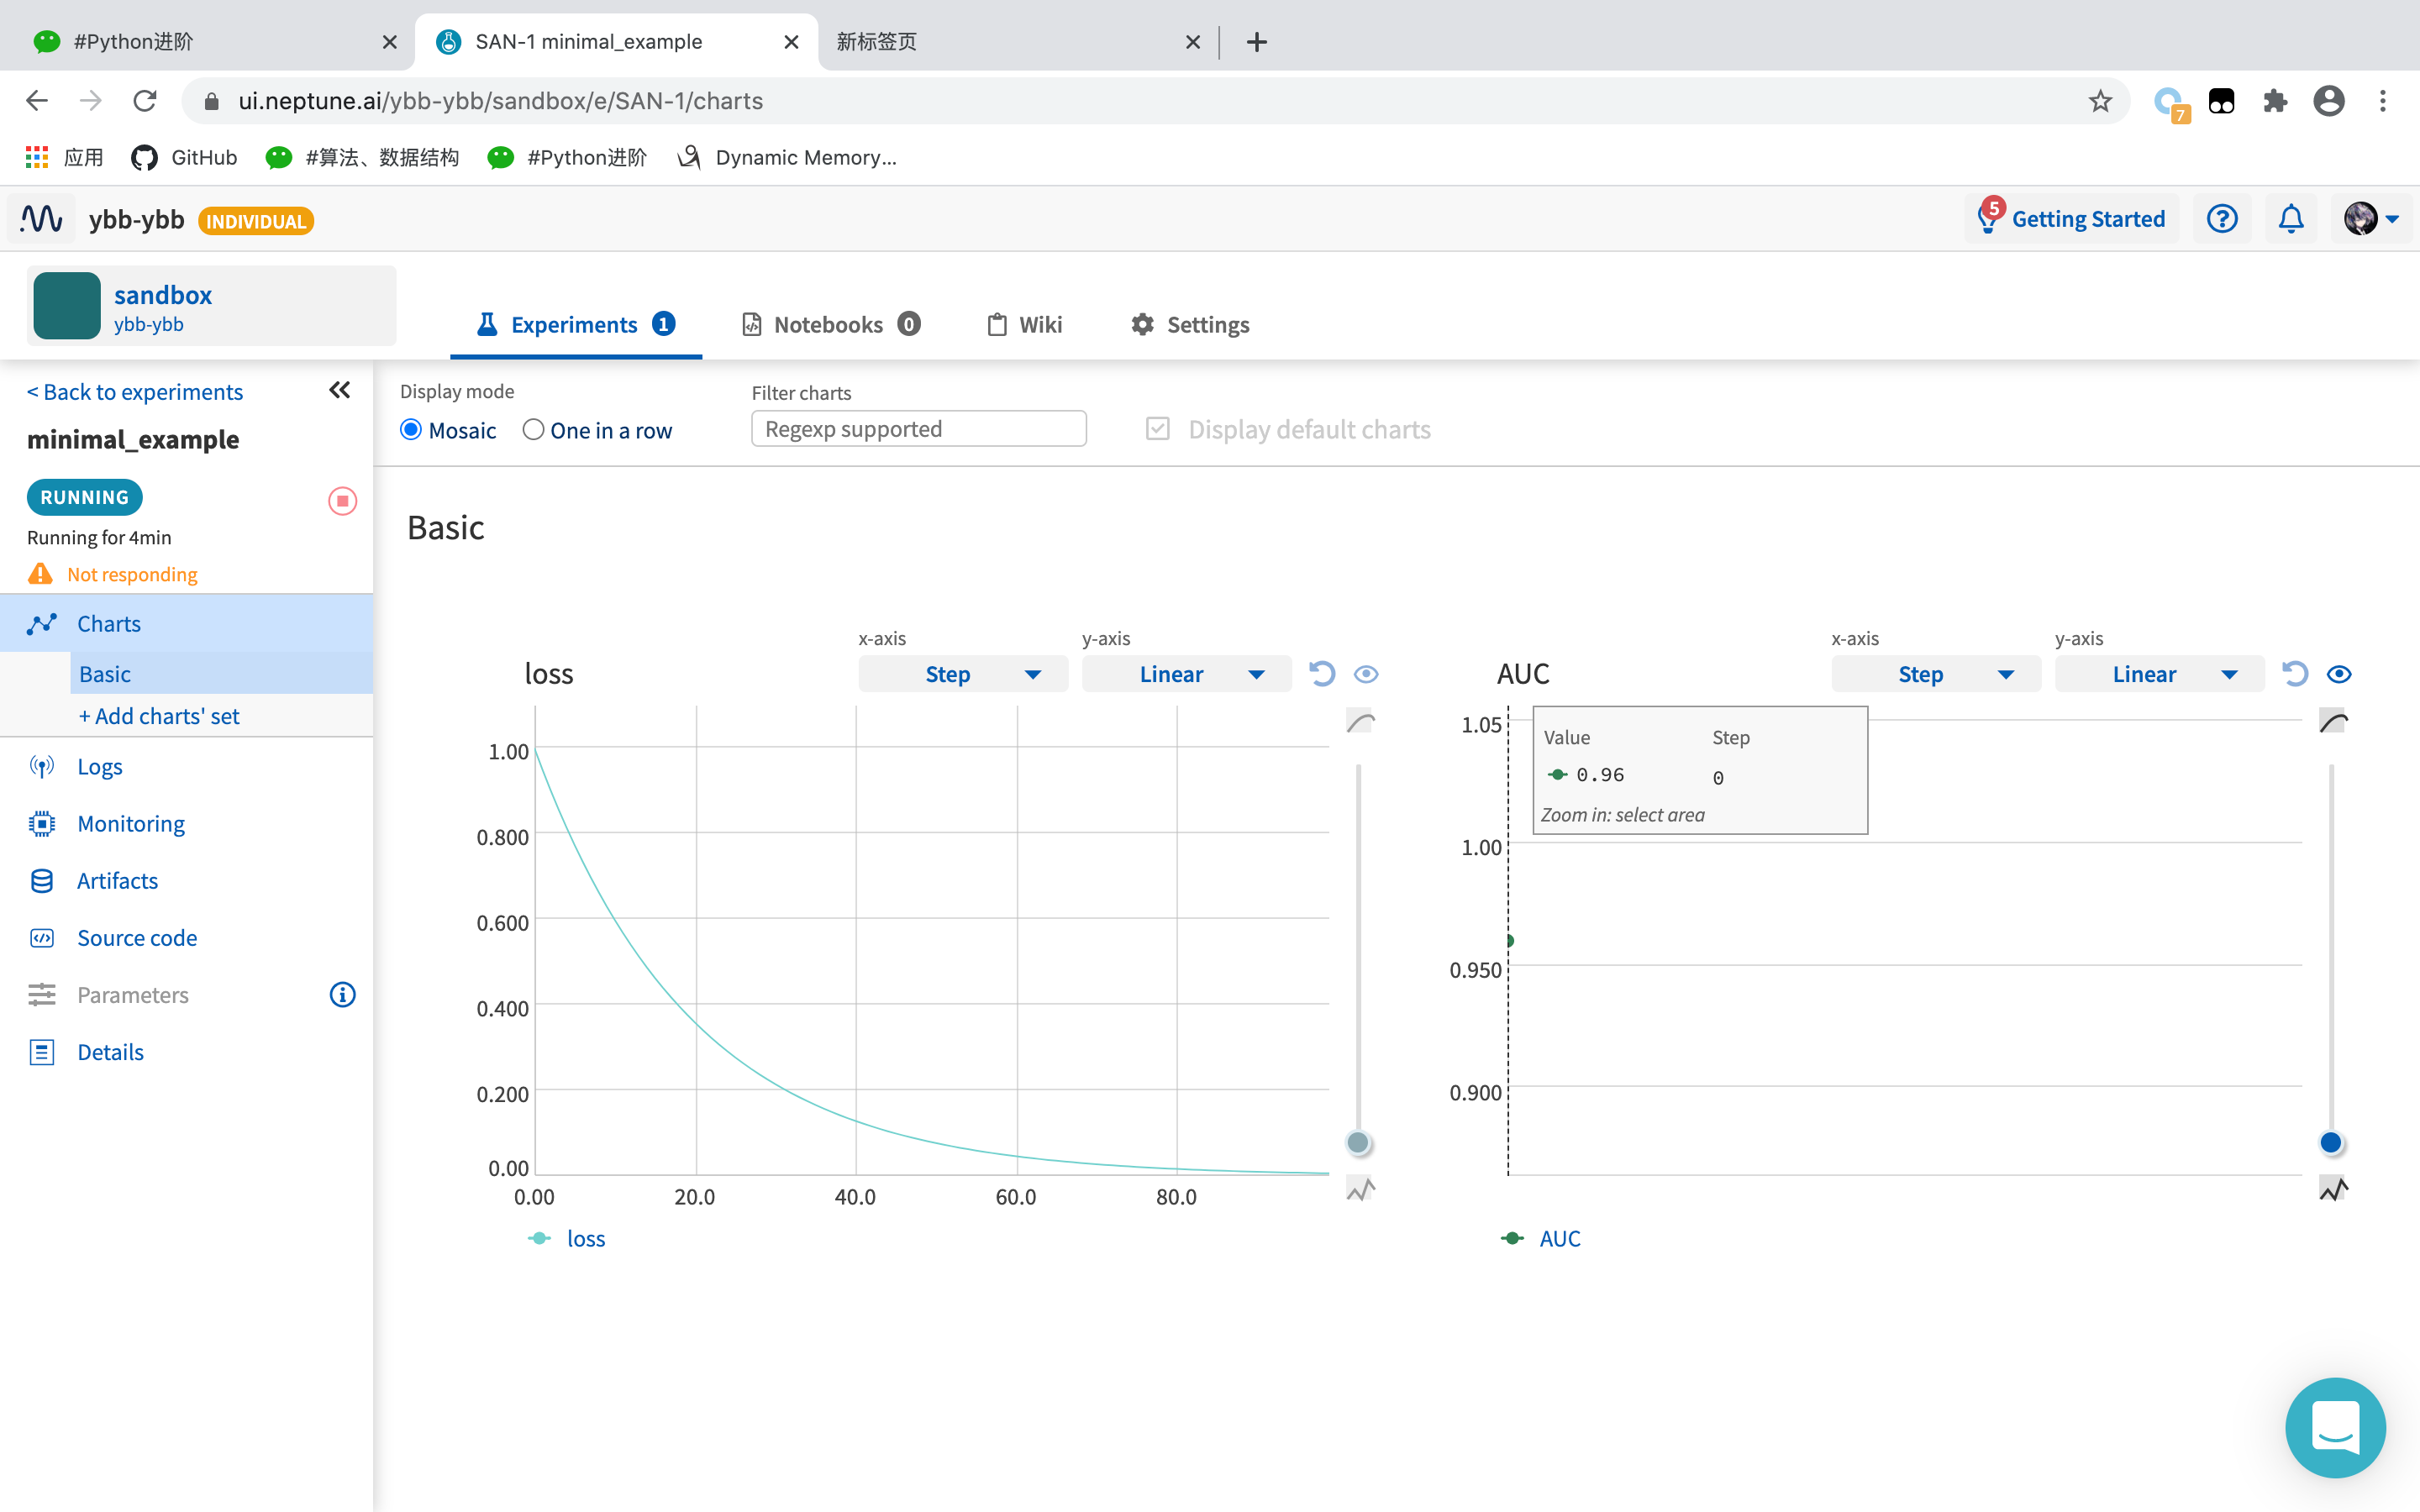 #Python进阶
SAN-1 minimal_example
新标签页
ui.neptune.ai/ybb-ybb/sandbox/e/SAN-1/charts
7
应用
GitHub
#算法、数据结构
#Python进阶
Dynamic Memory...
ybb-ybb
INDIVIDUAL
5
Getting Started
sandbox
ybb-ybb
Experiments 1
Notebooks 0
Wiki
Settings
< Back to experiments
minimal_example
RUNNING
Running for 4min
Not responding
Charts
Basic
+ Add charts' set
Logs
Monitoring
Artifacts
Source code
Parameters
Details
Display mode
Mosaic
One in a row
Filter charts
Regexp supported
Display default charts
Basic
loss
x-axis
Step
y-axis
Linear
1.00
0.800
0.600
0.400
0.200
0.00
0.00 20.0 40.0 60.0 80.0
loss
AUC
x-axis
Step
y-axis
Linear
1.05
1.00
0.950
0.900
Value Step
0.96 0
Zoom in: select area
AUC